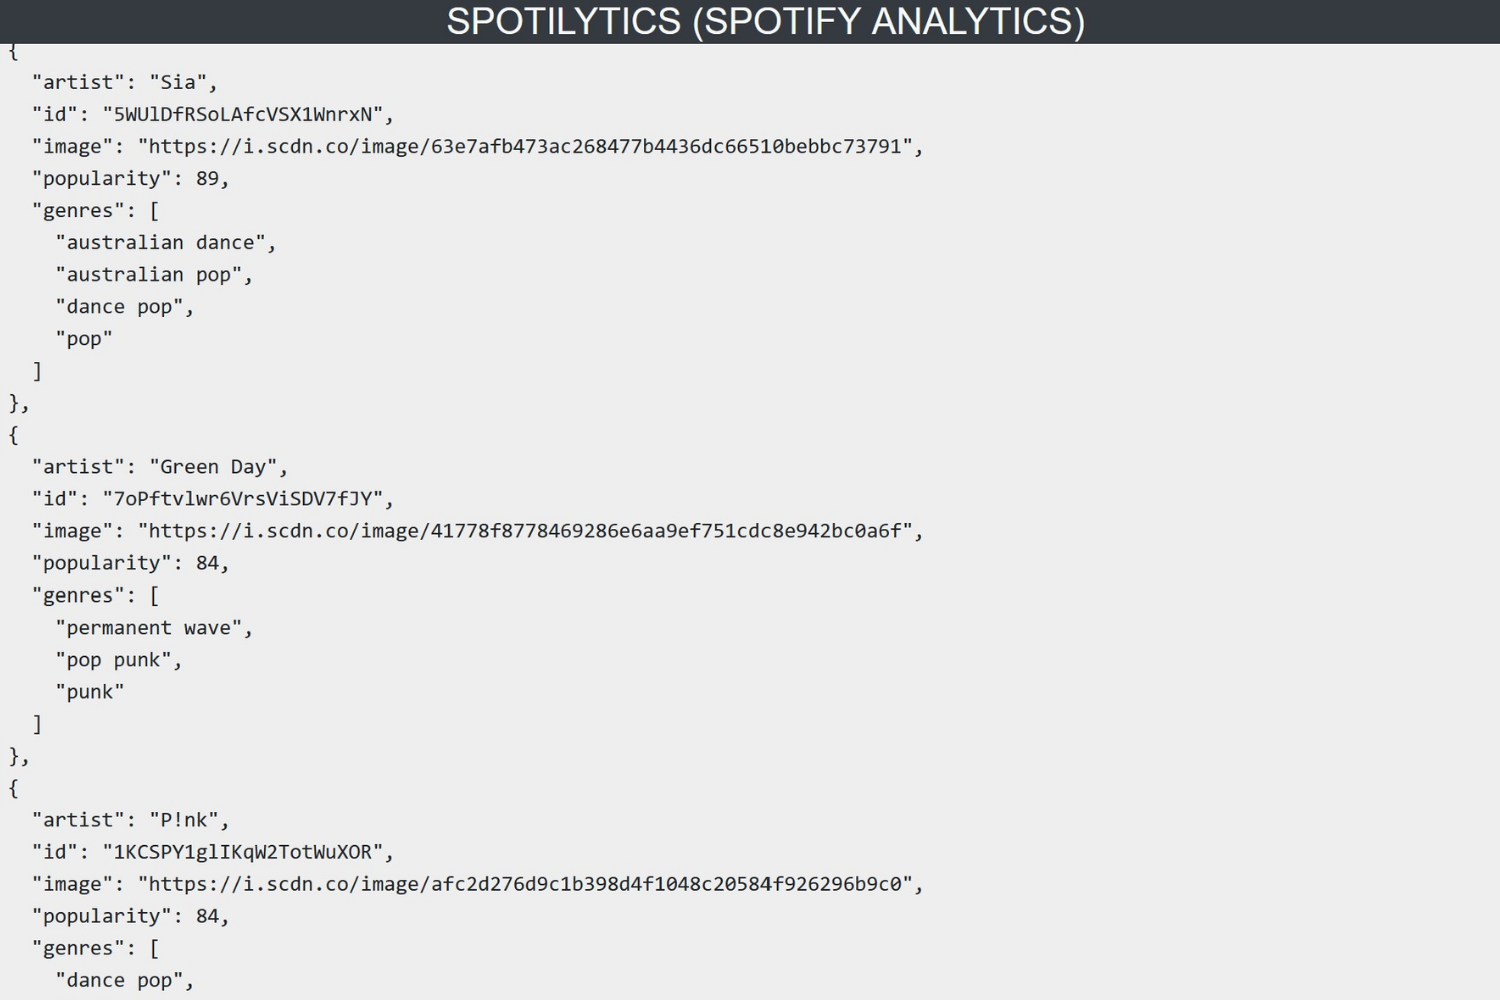 SPOTILYTICS (SPOTIFY ANALYTICS)
{
"artist": "Sia",
"id": "5WUlDfRSoLAfcVSX1WnrxN",
"image": "https://i.scdn.co/image/63e7afb473ac268477b4436dc66510bebbc73791",
"popularity": 89,
"genres": [
"australian dance",
"australian pop",
"dance pop",
"pop"
]
},
{
"artist": "Green Day",
"id": "7oPftvlwr6VrsViSDV7fJY",
"image": "https://i.scdn.co/image/41778f8778469286e6aa9ef751cdc8e942bc0a6f",
"popularity": 84,
"genres": [
"permanent wave",
"pop punk",
"punk"
]
},
{
"artist": "P!nk",
"id": "1KCSPY1glIKqW2TotWuXOR",
"image": "https://i.scdn.co/image/afc2d276d9c1b398d4f1048c20584f926296b9c0",
"popularity": 84,
"genres": [
"dance pop",